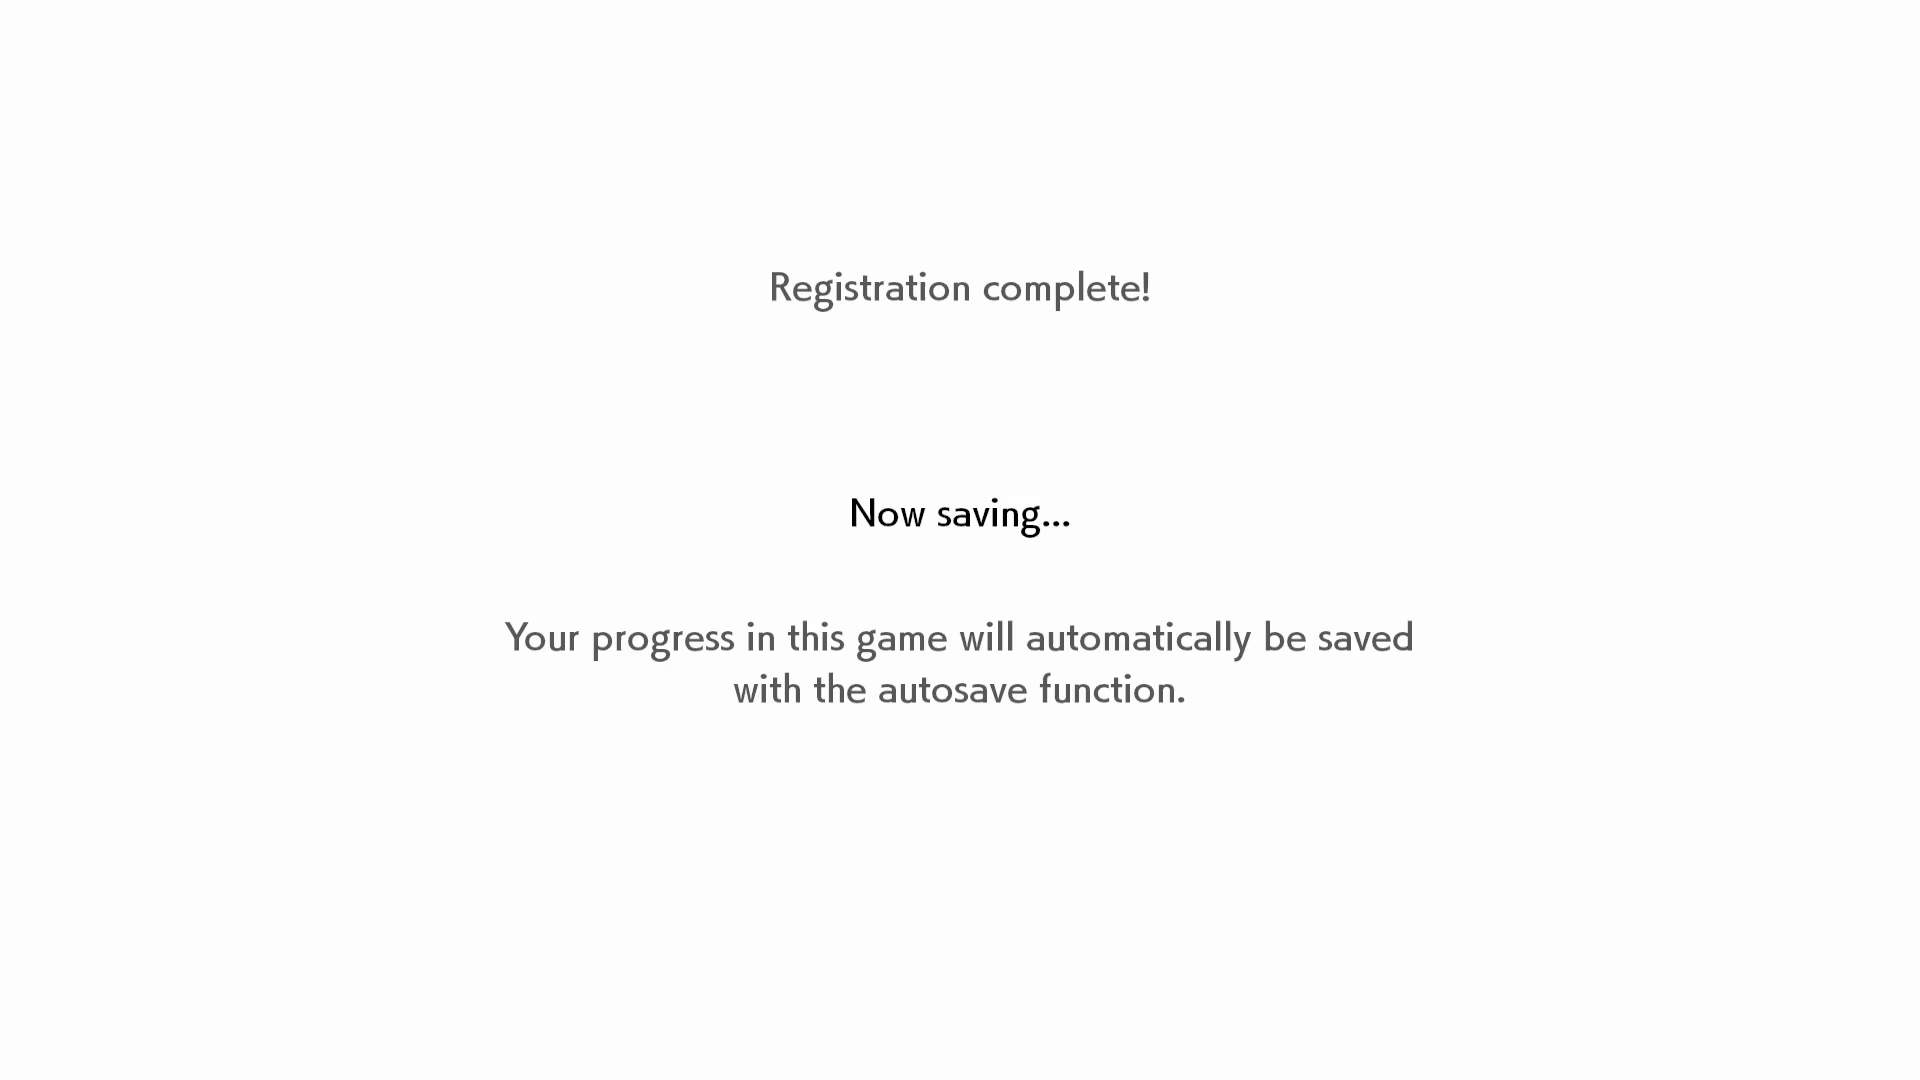 Registration complete!
Now saving...
Your progress in this game will automatically be saved
with the autosave function.